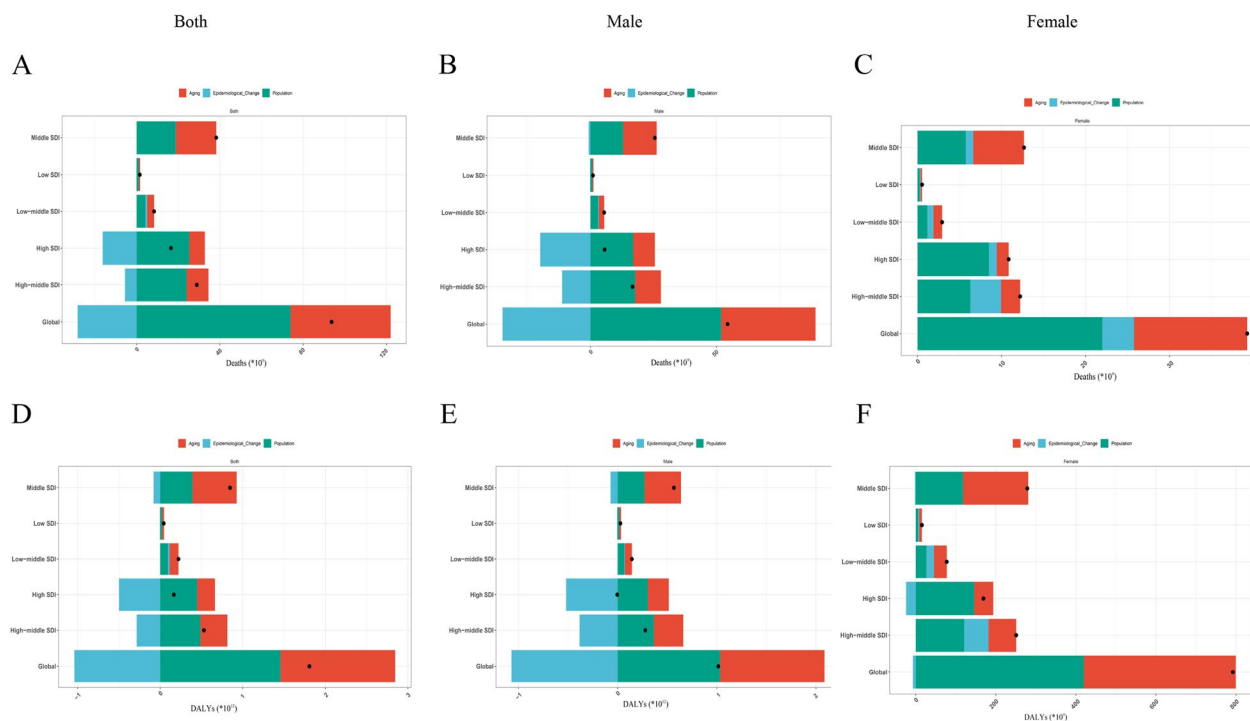 Both
Male
Female
A
B
C
Aging Epidemiological_Change Population
Both
Middle SDI
Low SDI
Low-middle SDI
High SDI
High-middle SDI
Global
0 40 80 120
Aging Epidemiological_Change Population
Male
Middle SDI
Low SDI
Low-middle SDI
High SDI
High-middle SDI
Global
0 50
Aging Epidemiological_Change Population
Female
Middle SDI
Low SDI
Low-middle SDI
High SDI
High-middle SDI
Global
0 10 20 30
Deaths
Deaths
Deaths
D
E
F
Aging Epidemiological_Change Population
Both
Middle SDI
Low SDI
Low-middle SDI
High SDI
High-middle SDI
Global
-1 0 1 2 3
Aging Epidemiological_Change Population
Male
Middle SDI
Low SDI
Low-middle SDI
High SDI
High-middle SDI
Global
-1 0 1 2
Aging Epidemiological_Change Population
Female
Middle SDI
Low SDI
Low-middle SDI
High SDI
High-middle SDI
Global
0 200 400 600 800
DALYs
DALYs
DALYs